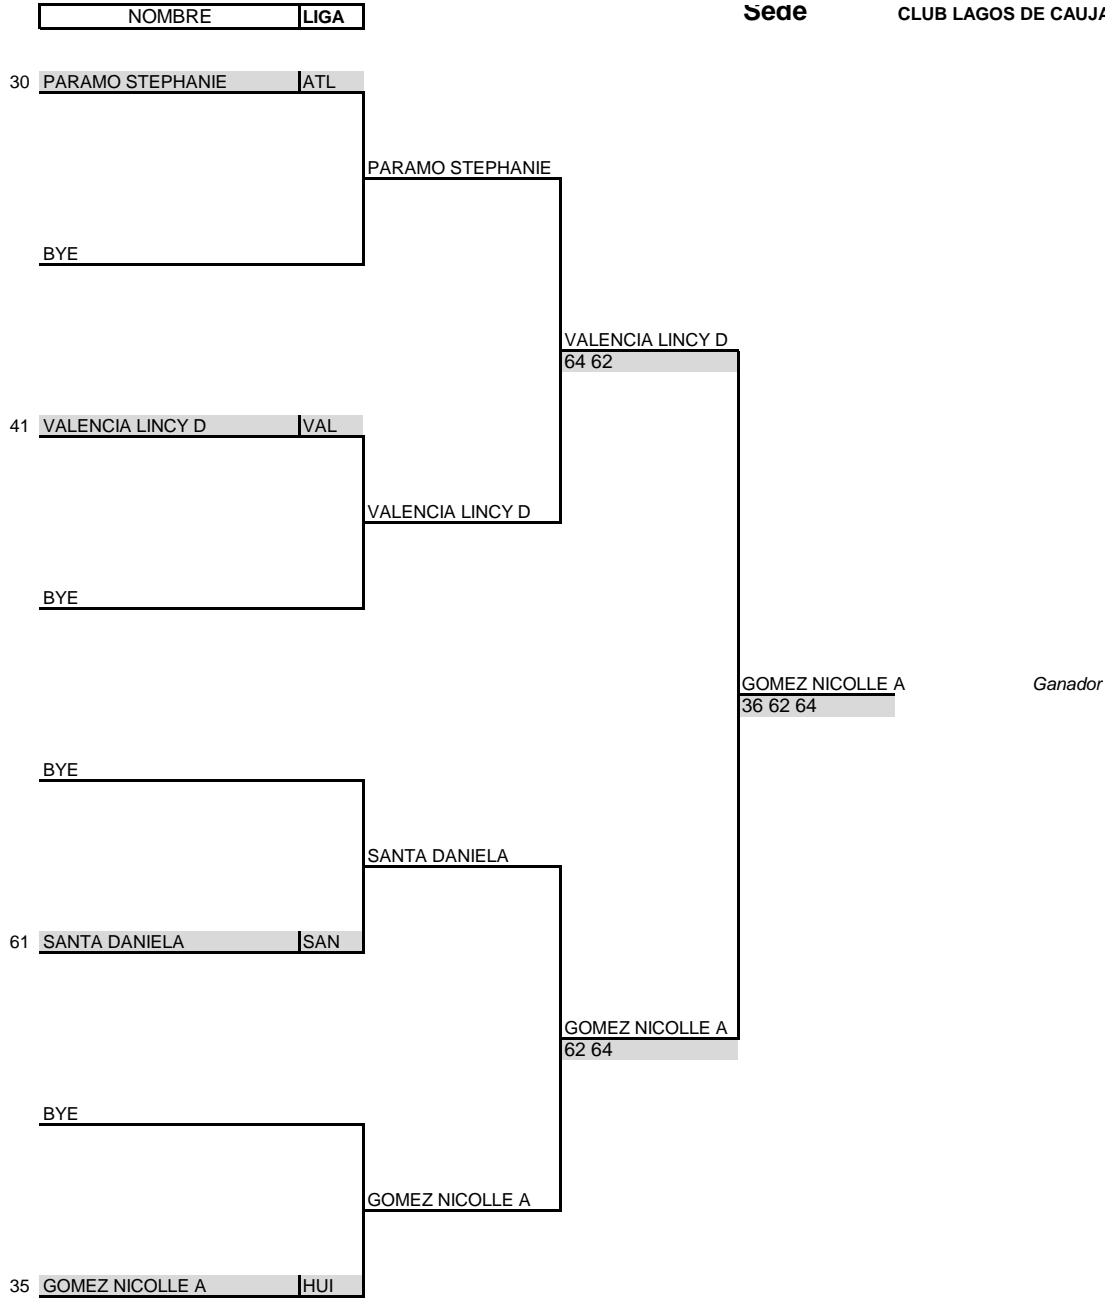 NOMBRE LIGA Sede CLUB LAGOS DE CAUJA
30 PARAMO STEPHANIE ATL
PARAMO STEPHANIE
BYE
VALENCIA LINCY D
64 62
41 VALENCIA LINCY D VAL
VALENCIA LINCY D
BYE
GOMEZ NICOLLE A Ganador
36 62 64
BYE
SANTA DANIELA
61 SANTA DANIELA SAN
GOMEZ NICOLLE A
62 64
BYE
GOMEZ NICOLLE A
35 GOMEZ NICOLLE A HUI